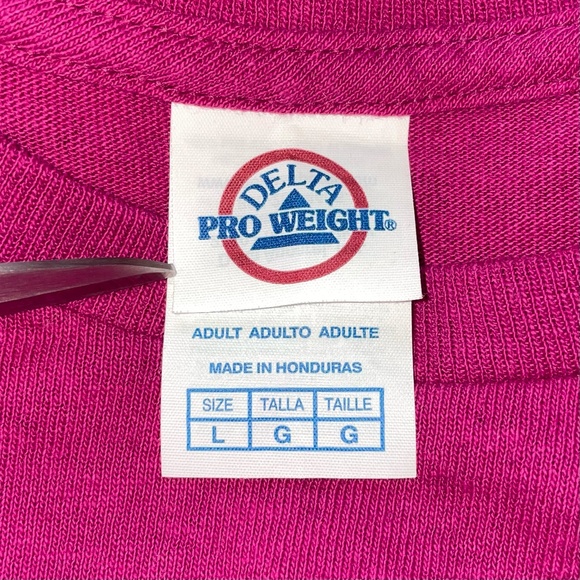 DELTA
PRO WEIGHT®
ADULT ADULTO ADULTE
MADE IN HONDURAS
SIZE TALLA TAILLE
L G G